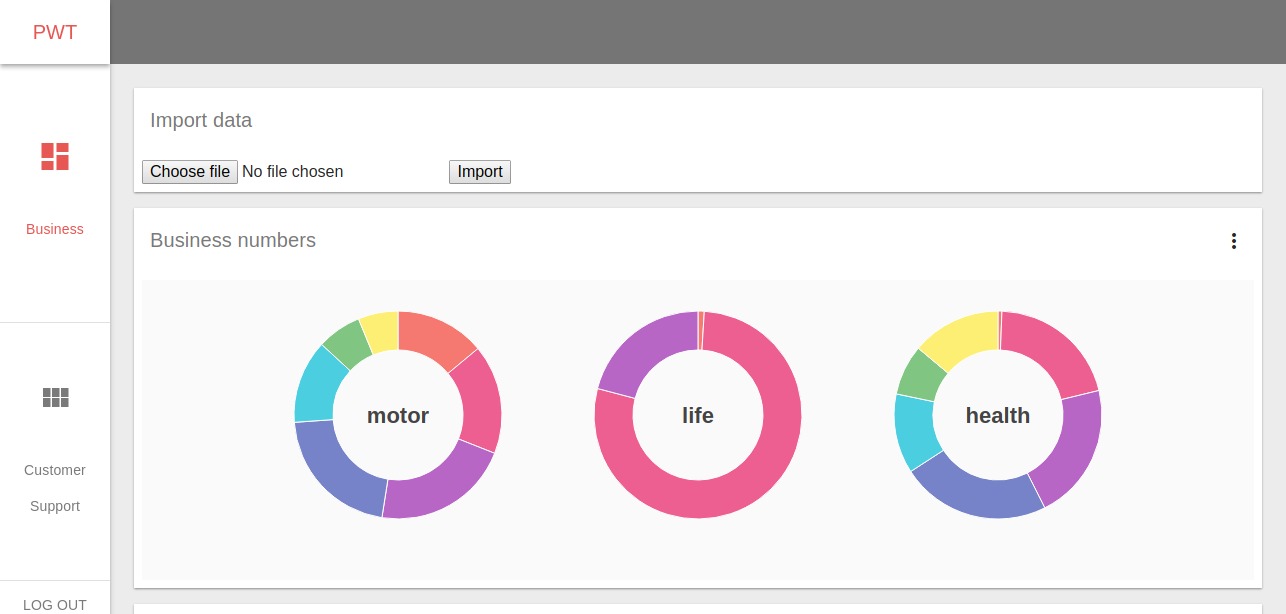 PWT
Import data
Choose file No file chosen Import
Business
Business numbers
motor life health
Customer
Support
LOG OUT